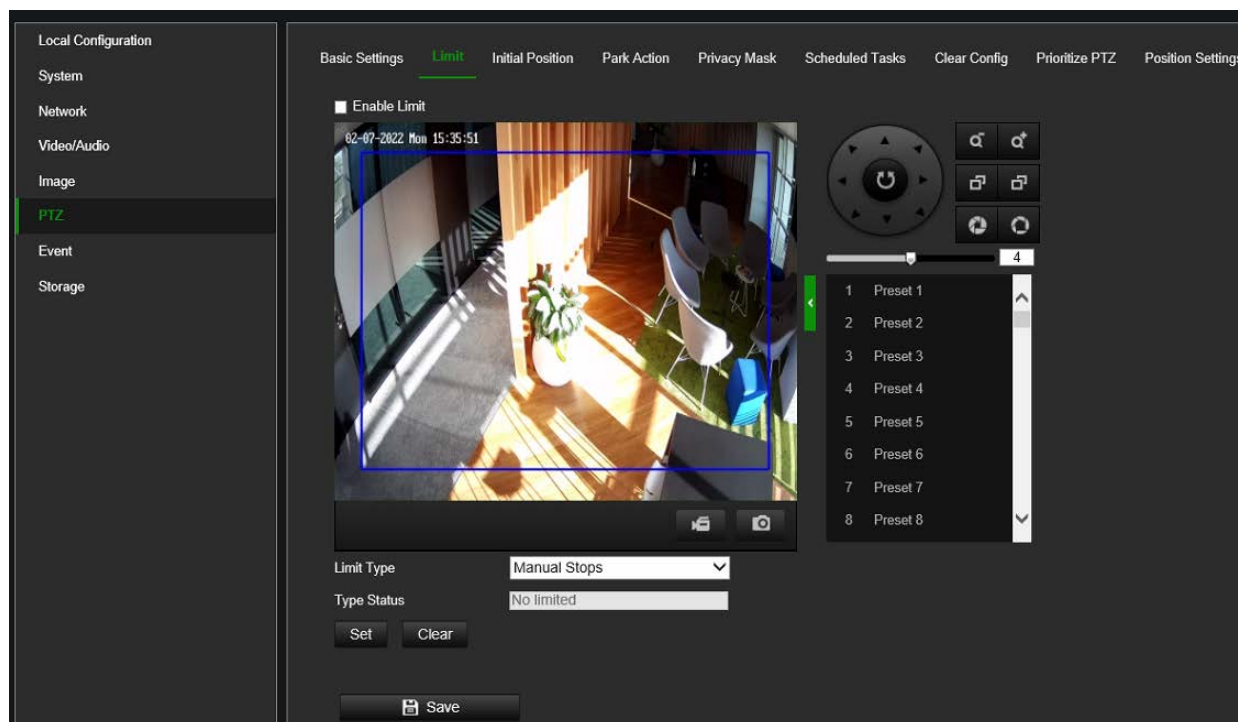 Local Configuration
System
Network
Video/Audio
Image
PTZ
Event
Storage
Basic Settings Limit Initial Position Park Action Privacy Mask Scheduled Tasks Clear Config Prioritize PTZ Position Settings
Enable Limit
02-07-2022 Mon 15:35:51
4
1 Preset 1
2 Preset 2
3 Preset 3
4 Preset 4
5 Preset 5
6 Preset 6
7 Preset 7
8 Preset 8
Limit Type Manual Stops
Type Status No limited
Set Clear
Save